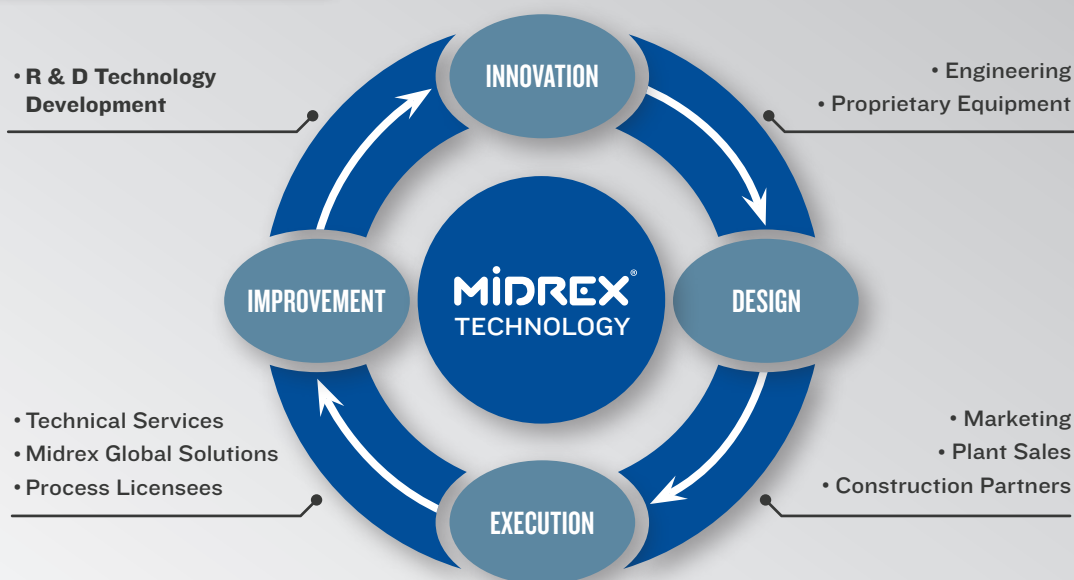 INNOVATION
• R & D Technology
Development
• Engineering
• Proprietary Equipment
IMPROVEMENT
MiDREX®
TECHNOLOGY
DESIGN
• Technical Services
• Midrex Global Solutions
• Process Licensees
• Marketing
• Plant Sales
• Construction Partners
EXECUTION